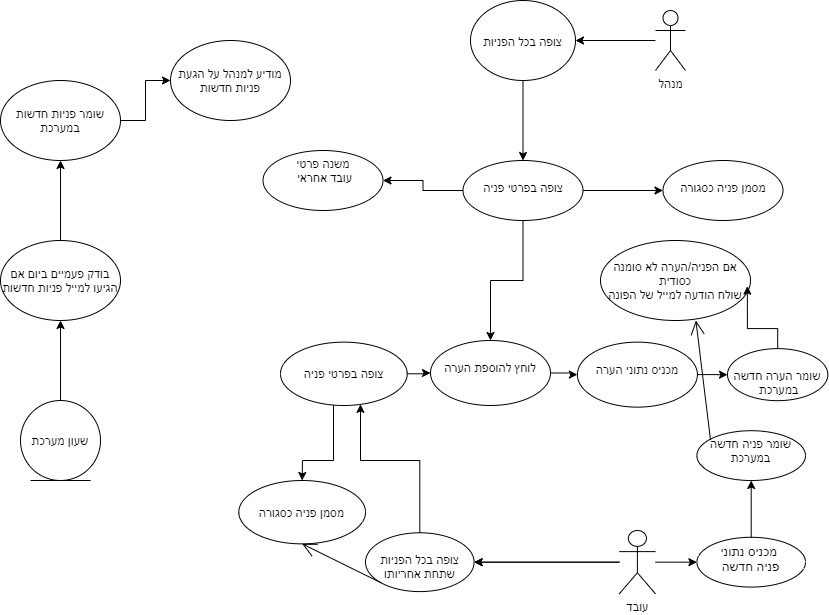 צופה בכל הפניות
מנהל
מודיע למנהל על הגעת
פניות חדשות
שומר פניות חדשות
במערכת
משנה פרטי
עובד אחראי
צופה בפרטי פניה
מסמן פניה כסגורה
בודק פעמיים ביום אם
הגיעו למייל פניות חדשות
אם הפניה/הערה לא סומנה
כסודית
שולח הודעה למייל של הפונה
צופה בפרטי פניה
לוחץ להוספת הערה
מכניס נתוני הערה
שומר הערה חדשה
במערכת
שעון מערכת
שומר פניה חדשה
במערכת
מסמן פניה כסגורה
צופה בכל הפניות
שתחת אחריותו
מכניס נתוני
פניה חדשה
עובד